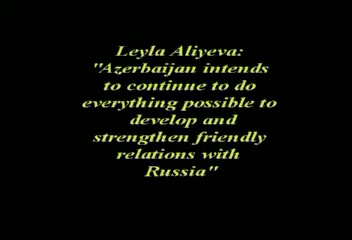 Leyla Aliyeva:
"Azerbaijan intends
to continue to do
everything possible to
develop and
strengthen friendly
relations with
Russia"